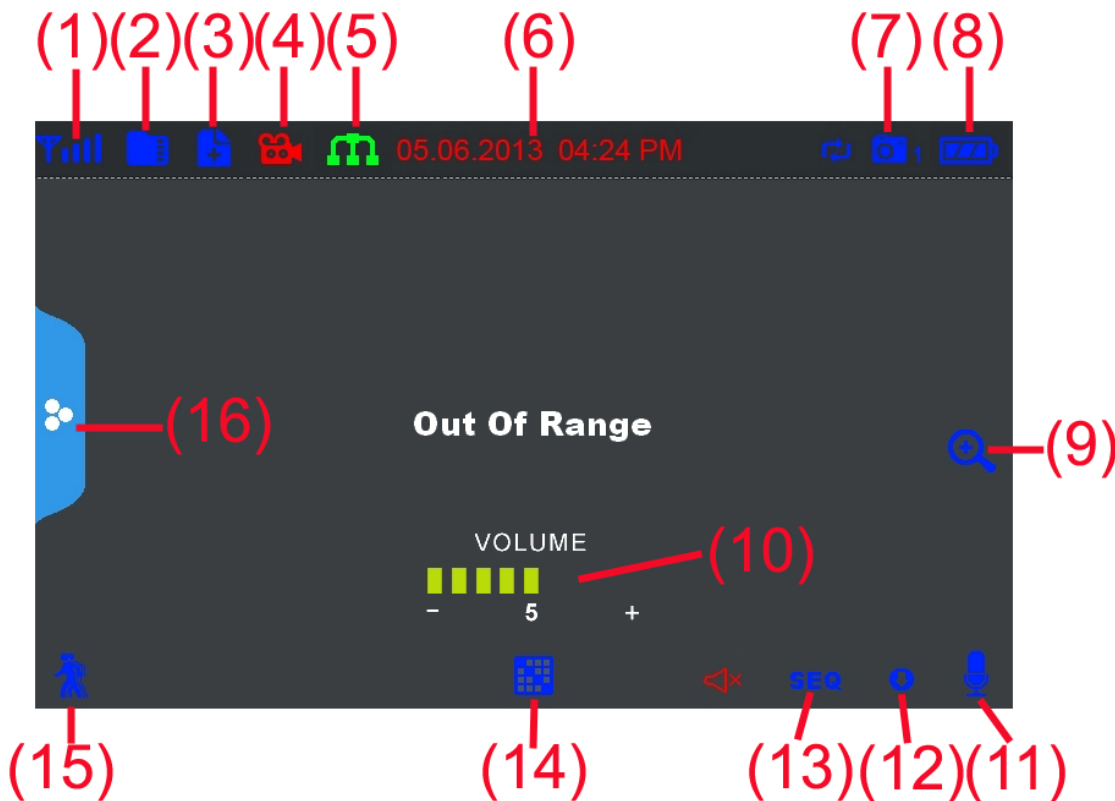 (1)(2)(3)(4)(5) (6) (7) (8)
05.06.2013 04:24 PM 1
(16) Out Of Range (9)
VOLUME (10)
- 5 +
SEQ
(15) (14) (13) (12) (11)